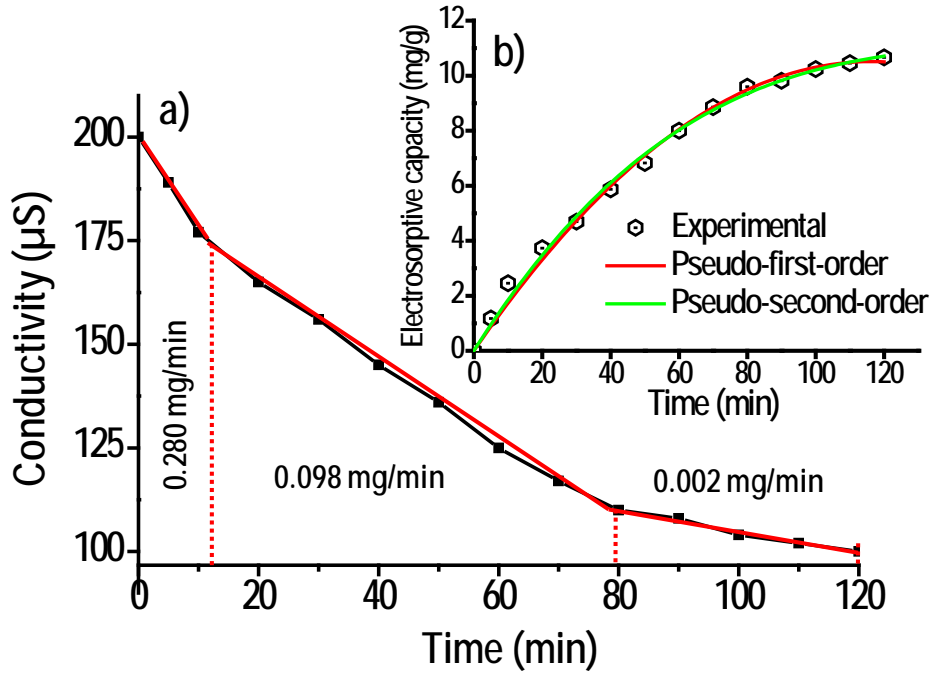 a)
200
175
150
125
100
Conductivity (µS)
0.280 mg/min
0.098 mg/min
0.002 mg/min
0 20 40 60 80 100 120
Time (min)
b)
12
10
8
6
4
2
0
Electrosorptive capacity (mg/g)
Experimental
Pseudo-first-order
Pseudo-second-order
0 20 40 60 80 100 120
Time (min)